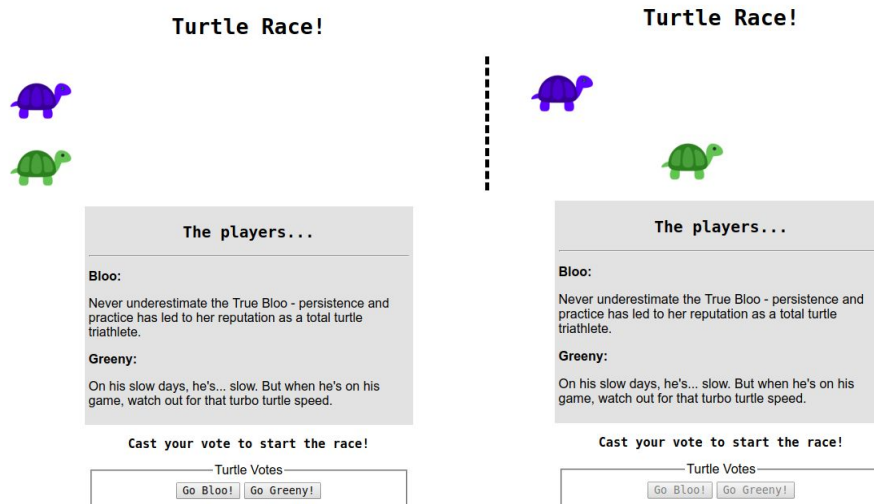 Turtle Race!
The players...
Bloo:
Never underestimate the True Bloo - persistence and
practice has led to her reputation as a total turtle
triathlete.
Greeny:
On his slow days, he's... slow. But when he's on his
game, watch out for that turbo turtle speed.
Cast your vote to start the race!
Turtle Votes
Go Bloo! Go Greeny!
Turtle Race!
The players...
Bloo:
Never underestimate the True Bloo - persistence and
practice has led to her reputation as a total turtle
triathlete.
Greeny:
On his slow days, he's... slow. But when he's on his
game, watch out for that turbo turtle speed.
Cast your vote to start the race!
Turtle Votes
Go Bloo! Go Greeny!